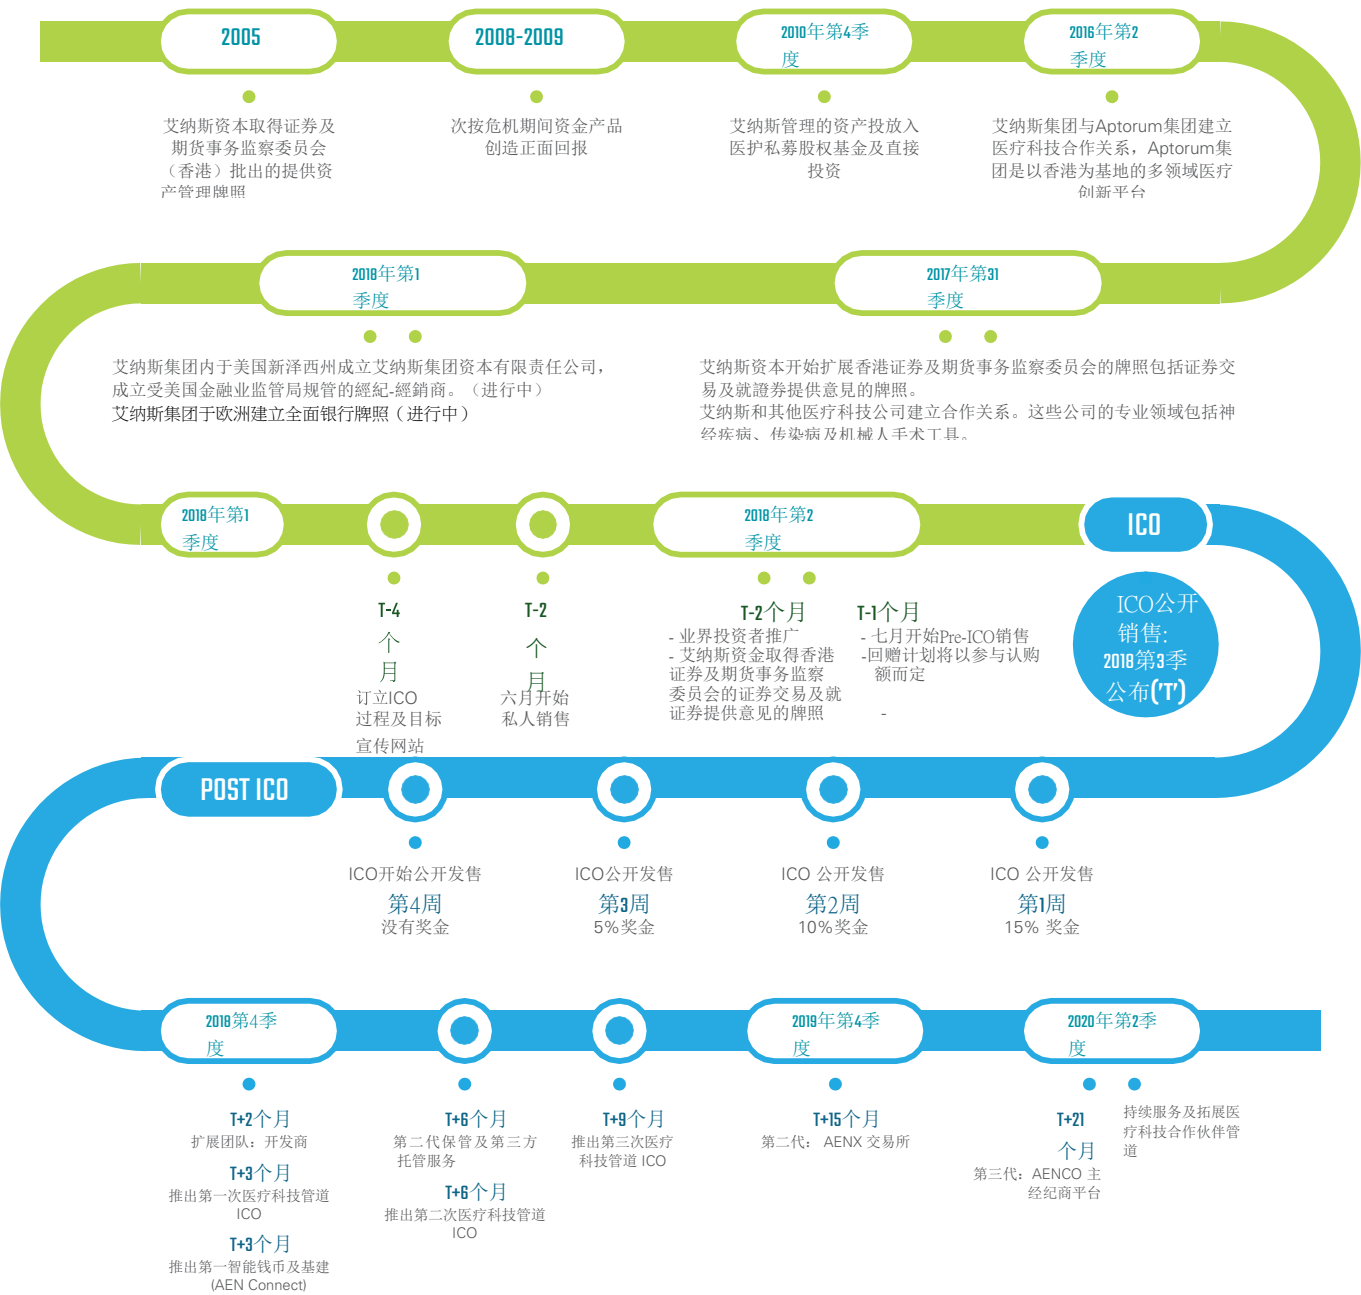 2005
2008-2009
2010年第4季
度
2016年第2
季度
艾纳斯资本取得证券及
期货事务监察委员会
（香港）批出的提供资
产管理牌照
次按危机期间资金产品
创造正面回报
艾纳斯管理的资产投放入
医护私募股权基金及直接
投资
艾纳斯集团与Aptorum集团建立
医疗科技合作关系，Aptorum集
团是以香港为基地的多领域医疗
创新平台
2018年第1
季度
2017年第31
季度
艾纳斯集团内于美国新泽西州成立艾纳斯集团资本有限责任公司，
成立受美国金融业监管局规管的經纪-經銷商。（进行中）
艾纳斯集团于欧洲建立全面银行牌照（进行中）
艾纳斯资本开始扩展香港证券及期货事务监察委员会的牌照包括证券交
易及就證券提供意见的牌照。
艾纳斯和其他医疗科技公司建立合作关系。这些公司的专业领域包括神
经疾病、传染病及机械人手术工具。
2018年第1
季度
2018年第2
季度
ICO
T-4
个
月
订立ICO
过程及目标
宣传网站
T-2
个
月
六月开始
私人销售
T-2个月
- 业界投资者推广
- 艾纳斯资金取得香港
证券及期货事务监察
委员会的证券交易及就
证券提供意见的牌照
T-1个月
- 七月开始Pre-ICO销售
-回赠计划将以参与认购
额而定
-
ICO公开
销售:
2018第3季
公布('T')
POST ICO
ICO开始公开发售
第4周
没有奖金
ICO公开发售
第3周
5%奖金
ICO 公开发售
第2周
10%奖金
ICO 公开发售
第1周
15% 奖金
2018第4季
度
2019年第4季
度
2020年第2季
度
T+2个月
扩展团队：开发商
T+3个月
推出第一次医疗科技管道
ICO
T+3个月
推出第一智能钱币及基建
(AEN Connect)
T+6个月
第二代保管及第三方
托管服务
T+6个月
推出第二次医疗科技管道
ICO
T+9个月
推出第三次医疗
科技管道 ICO
T+15个月
第二代： AENX 交易所
T+21
个月
第三代：AENCO 主
经纪商平台
持续服务及拓展医
疗科技合作伙伴管
道